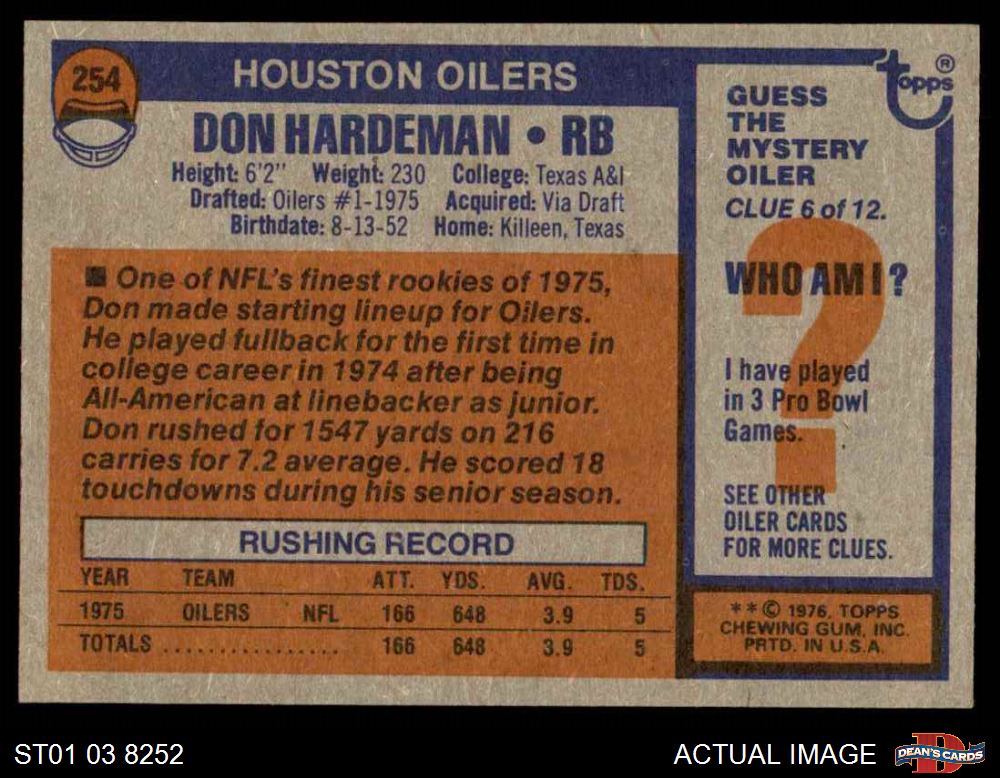 254
HOUSTON OILERS
DON HARDEMAN • RB
Height: 6'2" Weight: 230 College: Texas A&I
Drafted: Oilers #1-1975 Acquired: Via Draft
Birthdate: 8-13-52 Home: Killeen, Texas
■ One of NFL's finest rookies of 1975,
Don made starting lineup for Oilers.
He played fullback for the first time in
college career in 1974 after being
All-American at linebacker as junior.
Don rushed for 1547 yards on 216
carries for 7.2 average. He scored 18
touchdowns during his senior season.
RUSHING RECORD
YEAR TEAM ATT. YDS. AVG. TDS.
1975 OILERS NFL 166 648 3.9 5
TOTALS ................. 166 648 3.9 5
Topps®
GUESS
THE
MYSTERY
OILER
CLUE 6 of 12.
?
WHO AM I?
I have played
in 3 Pro Bowl
Games.
SEE OTHER
OILER CARDS
FOR MORE CLUES.
**© 1976, TOPPS
CHEWING GUM, INC.
PRTD. IN U.S.A.
ST01 03 8252
ACTUAL IMAGE
D
DEAN'S CARDS